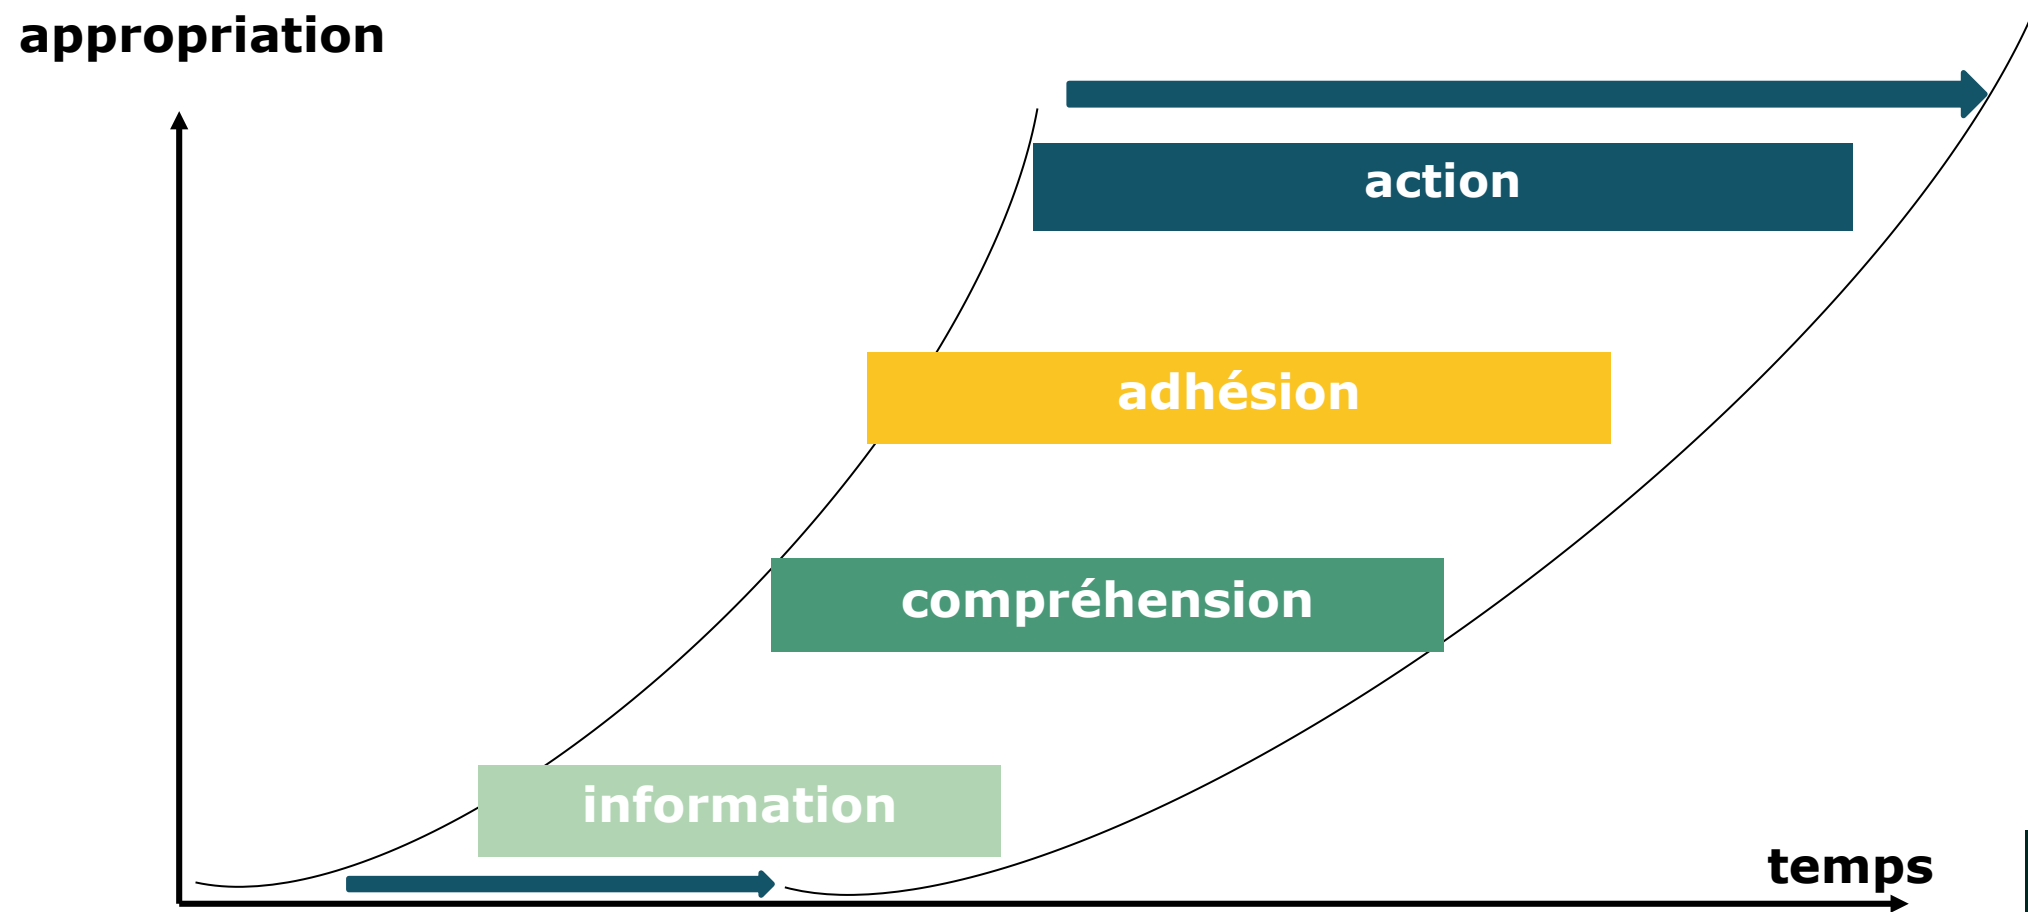 appropriation
action
adhésion
compréhension
information
temps